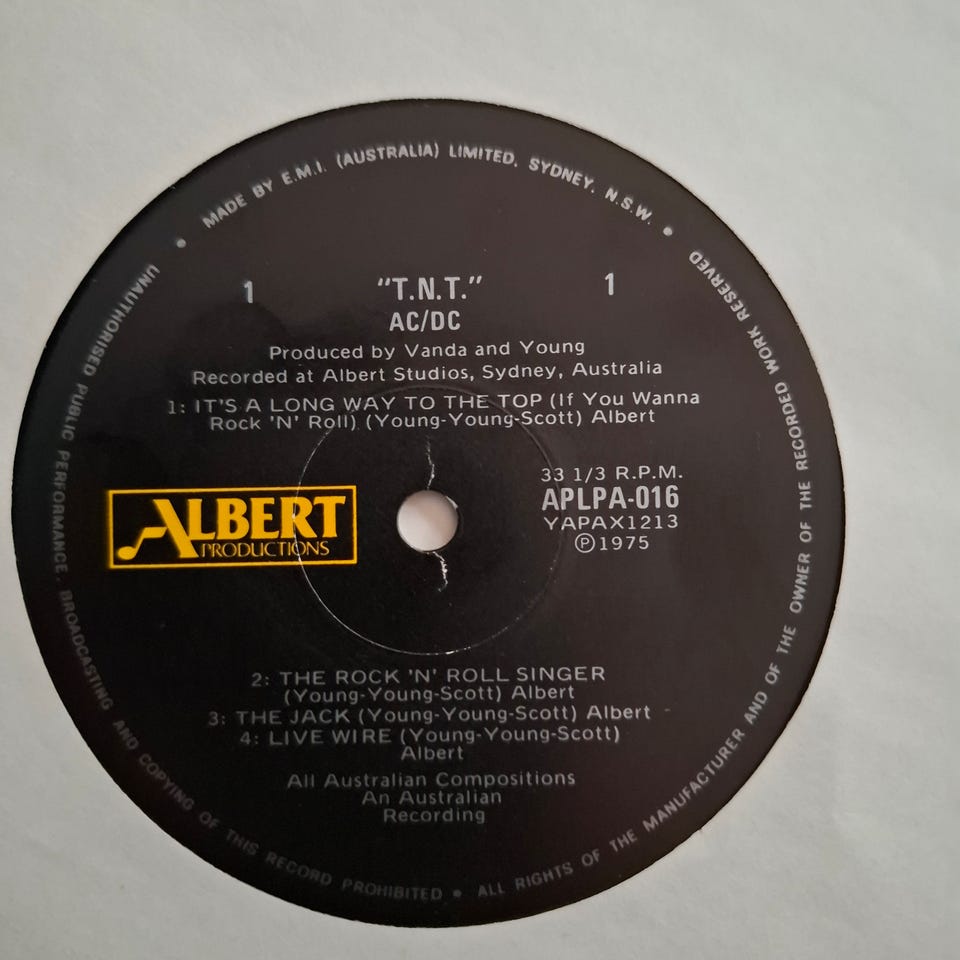 MADE BY E.M.I. (AUSTRALIA) LIMITED. SYDNEY. N.S.W. •
1 "T.N.T." 1
AC/DC
Produced by Vanda and Young
Recorded at Albert Studios, Sydney, Australia
1: IT'S A LONG WAY TO THE TOP (If You Wanna
Rock 'N' Roll) (Young-Young-Scott) Albert
33 1/3 R.P.M.
APLPA-016
YAPAX1213
Ⓟ1975
ALBERT
PRODUCTIONS
2: THE ROCK 'N' ROLL SINGER
(Young-Young-Scott) Albert
3: THE JACK (Young-Young-Scott) Albert
4: LIVE WIRE (Young-Young-Scott)
Albert
All Australian Compositions
An Australian
Recording
UNAUTHORISED PUBLIC PERFORMANCE. BROADCASTING AND COPYING OF THIS RECORD PROHIBITED • ALL RIGHTS OF THE MANUFACTURER AND OF THE OWNER OF THE RECORDED WORK RESERVED